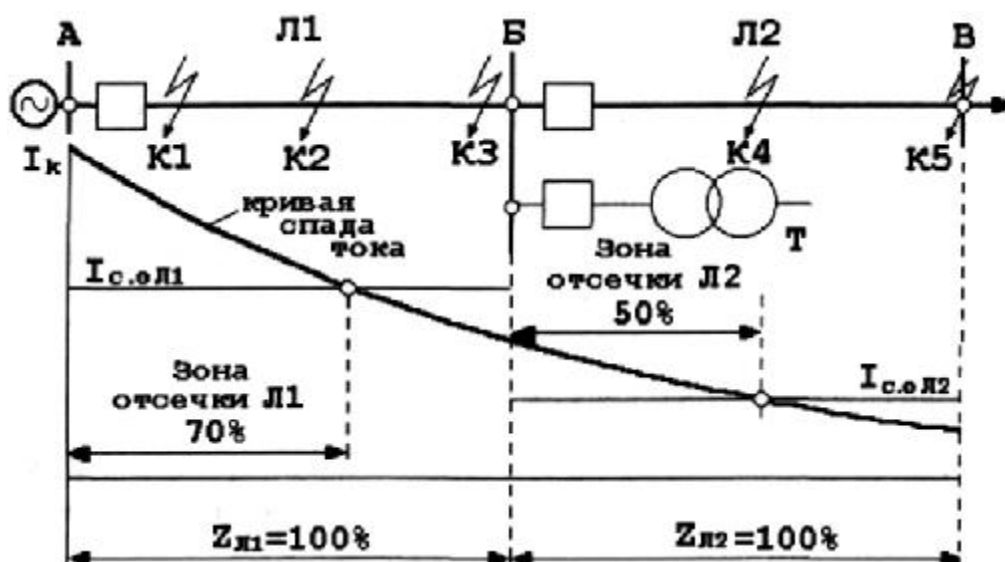 А Л1 Б Л2 В
К1 К2 К3 К4 К5
Iк
кривая
спада
тока
Т
Iс.оЛ1
Зона
отсечки Л2
50%
Зона
отсечки Л1
70%
Iс.оЛ2
ZЛ1=100% ZЛ2=100%